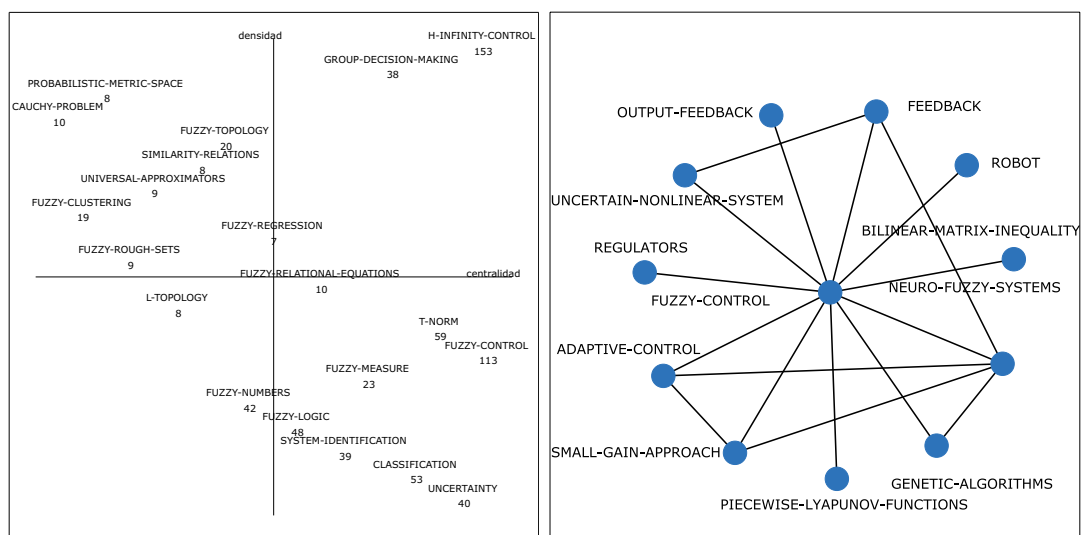 densidad
H-INFINITY-CONTROL
153
GROUP-DECISION-MAKING
38
PROBABILISTIC-METRIC-SPACE
8
CAUCHY-PROBLEM
10
FUZZY-TOPOLOGY
20
SIMILARITY-RELATIONS
8
UNIVERSAL-APPROXIMATORS
9
FUZZY-CLUSTERING
19
FUZZY-REGRESSION
7
FUZZY-ROUGH-SETS
9
FUZZY-RELATIONAL-EQUATIONS
10
centralidad
L-TOPOLOGY
8
T-NORM
59
FUZZY-CONTROL
113
FUZZY-MEASURE
23
FUZZY-NUMBERS
42
FUZZY-LOGIC
48
SYSTEM-IDENTIFICATION
39
CLASSIFICATION
53
UNCERTAINTY
40
OUTPUT-FEEDBACK
FEEDBACK
ROBOT
UNCERTAIN-NONLINEAR-SYSTEM
BILINEAR-MATRIX-INEQUALITY
REGULATORS
NEURO-FUZZY-SYSTEMS
FUZZY-CONTROL
ADAPTIVE-CONTROL
SMALL-GAIN-APPROACH
GENETIC-ALGORITHMS
PIECEWISE-LYAPUNOV-FUNCTIONS